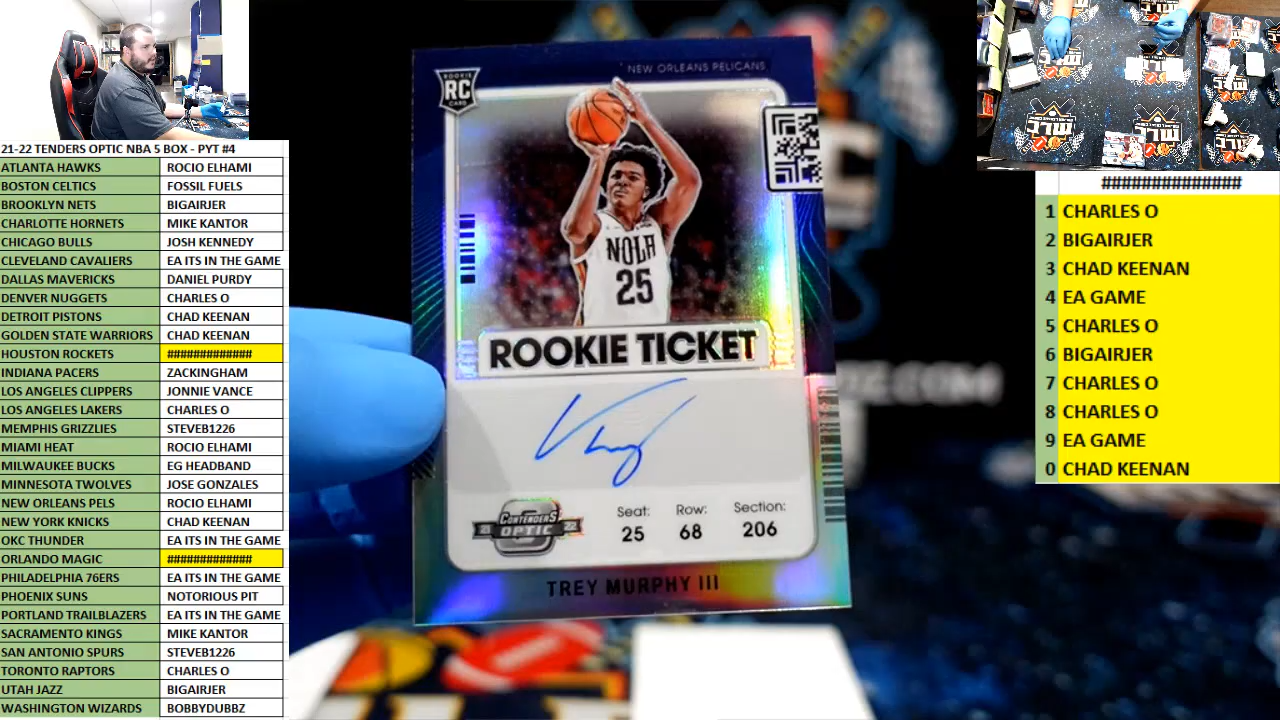 21-22 TENDERS OPTIC NBA 5 BOX - PYT #4
ATLANTA HAWKS ROCIO ELHAMI
BOSTON CELTICS FOSSIL FUELS
BROOKLYN NETS BIGAIRJER
CHARLOTTE HORNETS MIKE KANTOR
CHICAGO BULLS JOSH KENNEDY
CLEVELAND CAVALIERS EA ITS IN THE GAME
DALLAS MAVERICKS DANIEL PURDY
DENVER NUGGETS CHARLES O
DETROIT PISTONS CHAD KEENAN
GOLDEN STATE WARRIORS CHAD KEENAN
HOUSTON ROCKETS #############
INDIANA PACERS ZACKINGHAM
LOS ANGELES CLIPPERS JONNIE VANCE
LOS ANGELES LAKERS CHARLES O
MEMPHIS GRIZZLIES STEVEB1226
MIAMI HEAT ROCIO ELHAMI
MILWAUKEE BUCKS EG HEADBAND
MINNESOTA TWOLVES JOSE GONZALES
NEW ORLEANS PELS ROCIO ELHAMI
NEW YORK KNICKS CHAD KEENAN
OKC THUNDER EA ITS IN THE GAME
ORLANDO MAGIC #############
PHILADELPHIA 76ERS EA ITS IN THE GAME
PHOENIX SUNS NOTORIOUS PIT
PORTLAND TRAILBLAZERS EA ITS IN THE GAME
SACRAMENTO KINGS MIKE KANTOR
SAN ANTONIO SPURS STEVEB1226
TORONTO RAPTORS CHARLES O
UTAH JAZZ BIGAIRJER
WASHINGTON WIZARDS BOBBYDUBBZ
NEW ORLEANS PELICANS
ROOKIE
RC
CARD
NOLA
25
ROOKIE TICKET
21 CONTENDERS 22
OPTIC
Seat: Row: Section:
25 68 206
TREY MURPHY III
##############
1 CHARLES O
2 BIGAIRJER
3 CHAD KEENAN
4 EA GAME
5 CHARLES O
6 BIGAIRJER
7 CHARLES O
8 CHARLES O
9 EA GAME
0 CHAD KEENAN